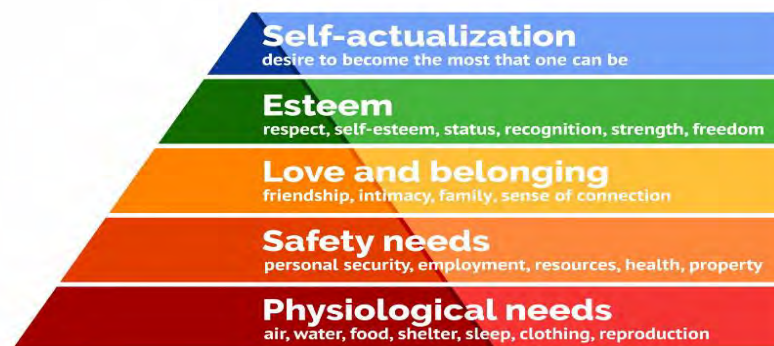 Self-actualization
desire to become the most that one can be
Esteem
respect, self-esteem, status, recognition, strength, freedom
Love and belonging
friendship, intimacy, family, sense of connection
Safety needs
personal security, employment, resources, health, property
Physiological needs
air, water, food, shelter, sleep, clothing, reproduction